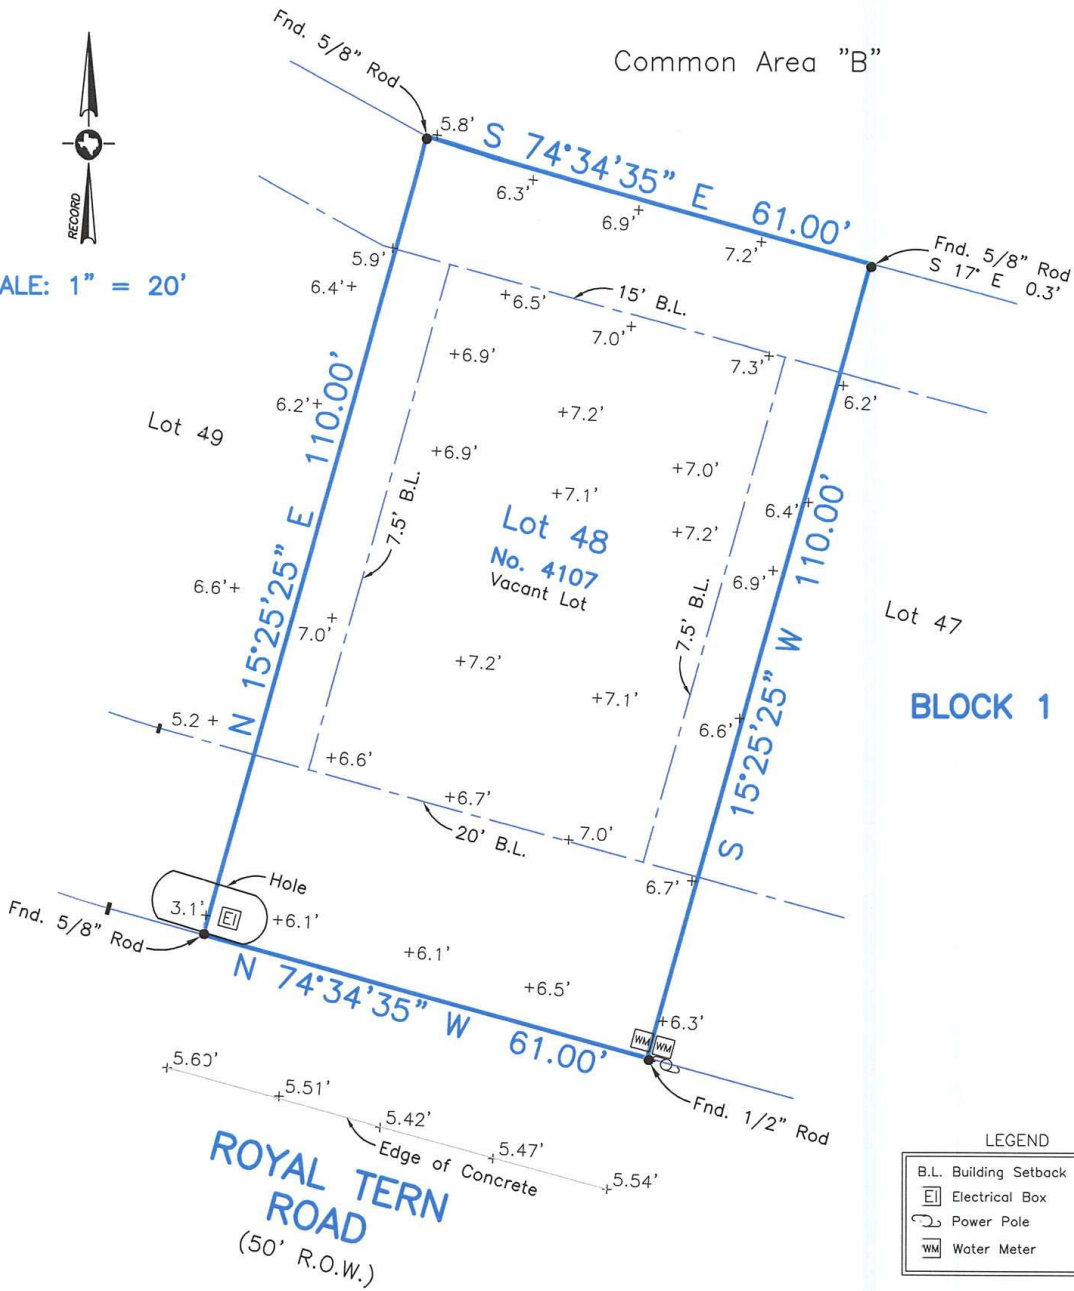 Fnd. 5/8" Rod
Common Area "B"
RECORD
ALE: 1" = 20'
5.8'
S 74°34'35" E 61.00'
6.3'
6.9'
7.2'
Fnd. 5/8" Rod
S 17° E 0.3'
5.9'
6.4'
6.5'
15' B.L.
7.0'
7.3'
6.9'
6.2'
6.2'
7.2'
Lot 49
N 15°25'25" E 110.00'
6.9'
7.0'
7.1'
7.5' B.L.
Lot 48
No. 4107
Vacant Lot
7.2'
6.4'
S 15°25'25" W 110.00'
6.9'
6.6'
7.0'
7.5' B.L.
Lot 47
7.2'
7.1'
BLOCK 1
5.2
6.6'
6.6'
6.7'
20' B.L.
7.0'
6.7'
Hole
3.1'
EI
6.1'
Fnd. 5/8" Rod
6.1'
6.5'
N 74°34'35" W 61.00'
6.3'
WM
WM
Fnd. 1/2" Rod
5.60'
5.51'
5.42'
5.47'
5.54'
Edge of Concrete
ROYAL TERN
ROAD
(50' R.O.W.)
LEGEND
B.L. Building Setback
EI Electrical Box
Power Pole
WM Water Meter